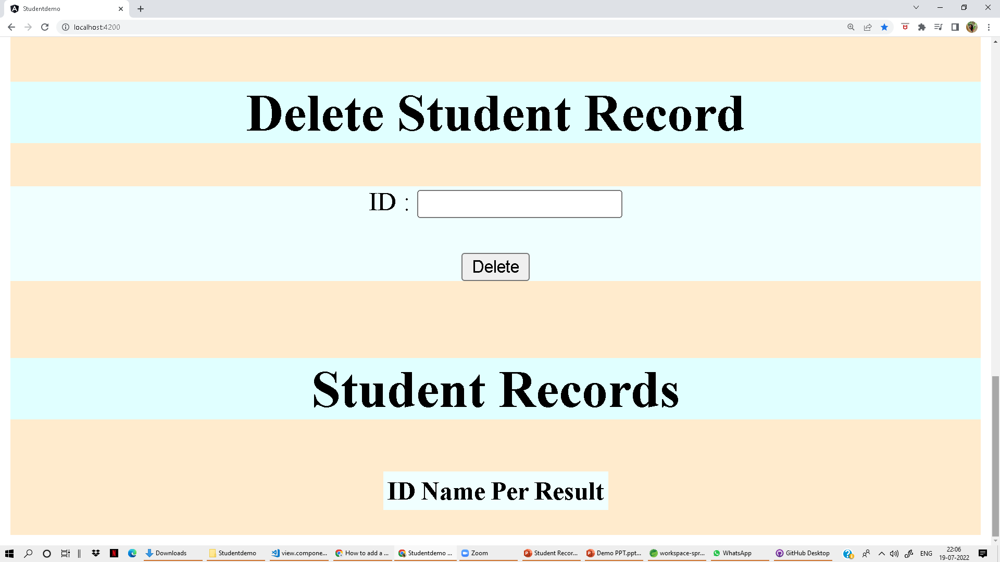 Studentdemo
localhost:4200
Delete Student Record
ID :
Delete
Student Records
ID Name Per Result
Downloads
Studentdemo
view.compone...
How to add a ...
Studentdemo ...
Zoom
Student Recor...
Demo PPT.ppt...
workspace-spr...
WhatsApp
GitHub Desktop
ENG
22:06
19-07-2022